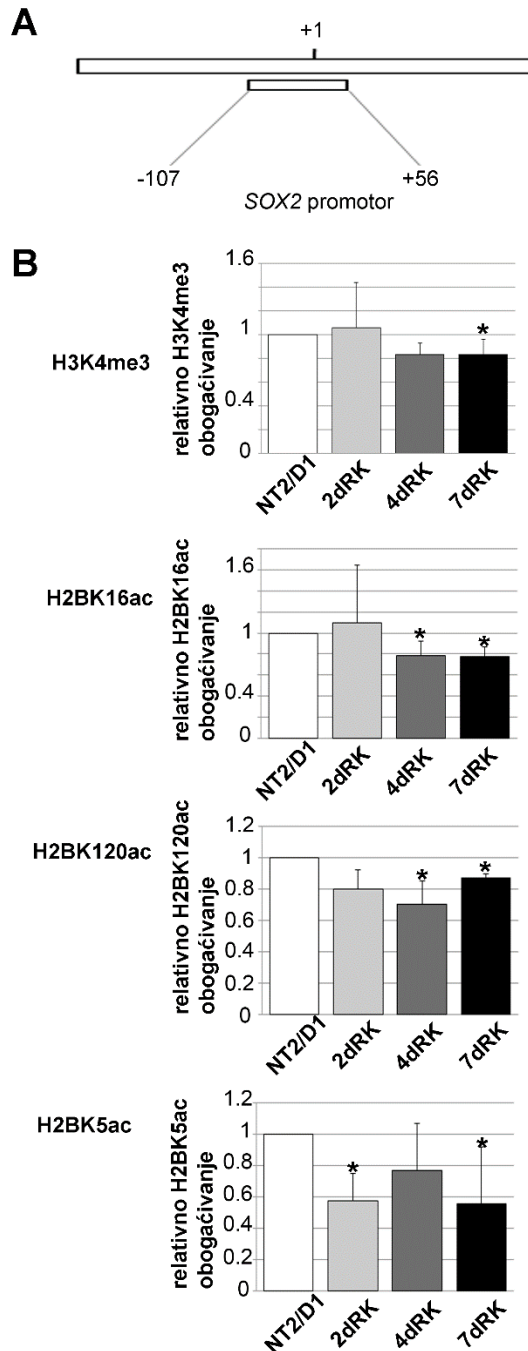 A
+1
-107
+56
SOX2 promotor
B
H3K4me3
relativno H3K4me3
obogaćivanje
1.6
1
0.4
0
*
NT2/D1
2dRK
4dRK
7dRK
H2BK16ac
relativno H2BK16ac
obogaćivanje
1.6
1
0.4
0
*
*
NT2/D1
2dRK
4dRK
7dRK
H2BK120ac
relativno H2BK120ac
obogaćivanje
1.2
1
0.8
0.6
0.4
0.2
0
*
*
NT2/D1
2dRK
4dRK
7dRK
H2BK5ac
relativno H2BK5ac
obogaćivanje
1.2
1
0.8
0.6
0.4
0.2
0
*
*
NT2/D1
2dRK
4dRK
7dRK